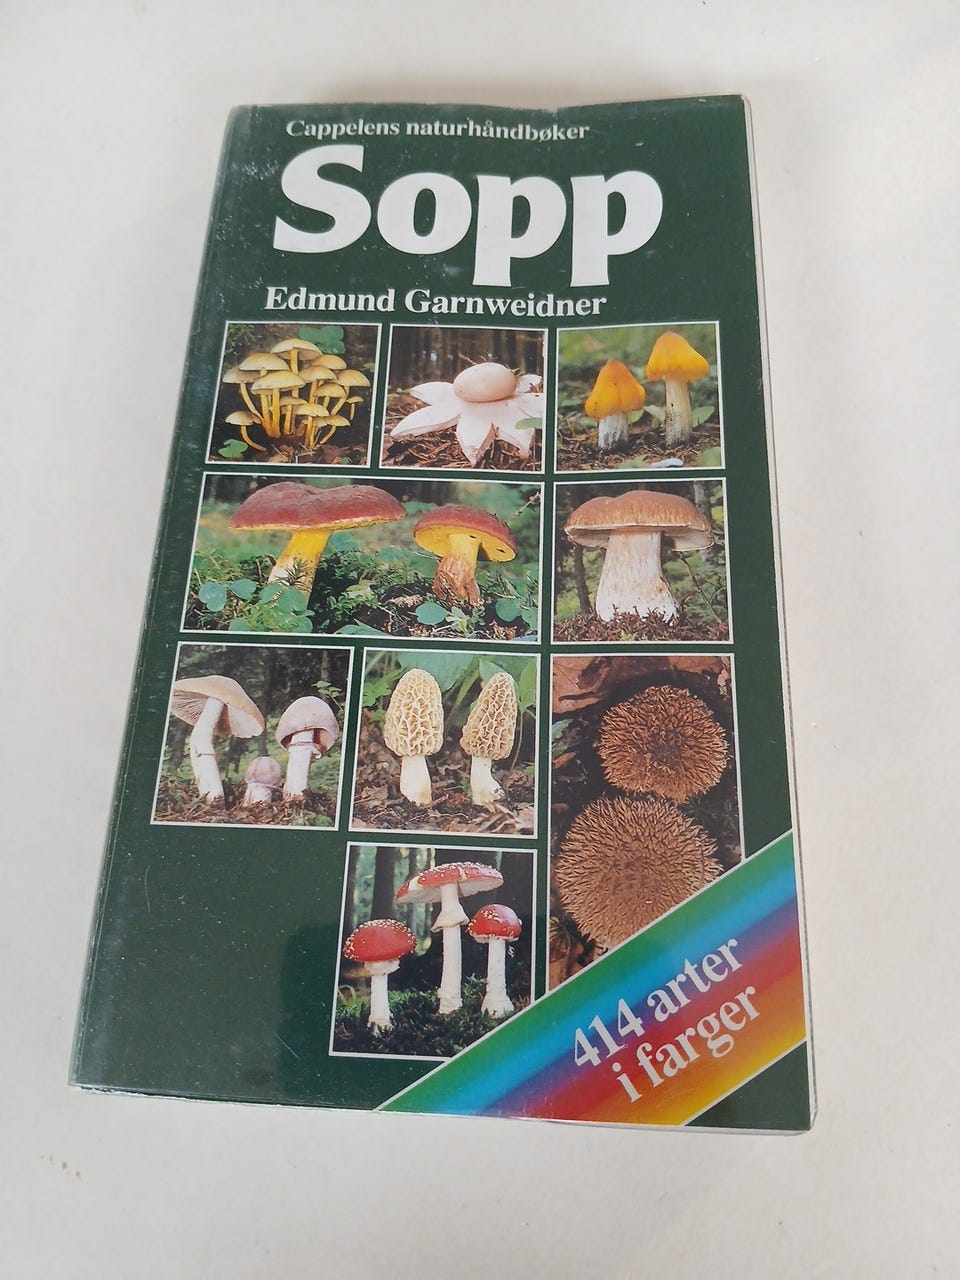 Cappelens naturhåndbøker
Sopp
Edmund Garnweidner
414 arter
i farger